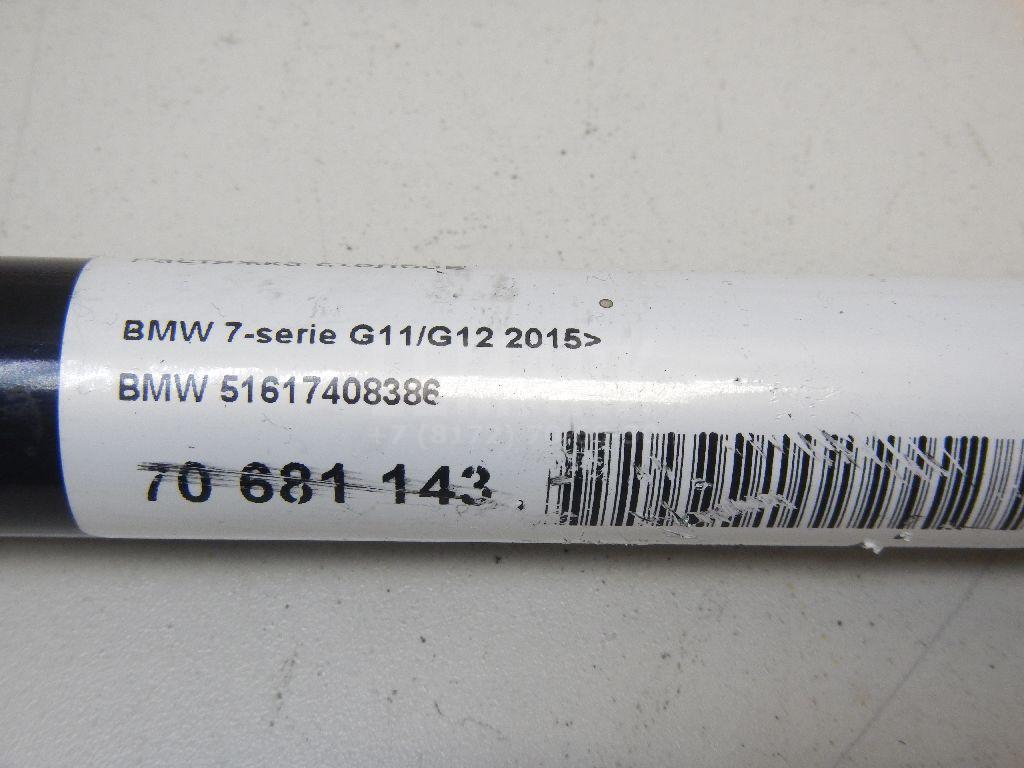 BMW 7-serie G11/G12 2015>
BMW 51617408386
70 681 143